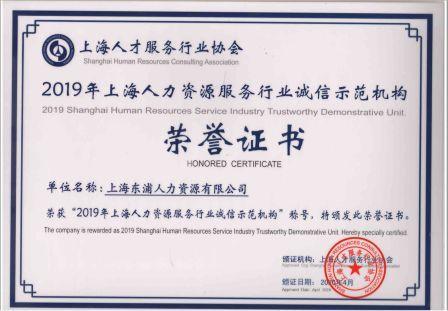 上海人才服务行业协会
Shanghai Human Resources Consulting Association
2019年上海人力资源服务行业诚信示范机构
2019 Shanghai Human Resources Service Industry Trustworthy Demonstrative Unit.
荣誉证书
HONORED CERTIFICATE
单位名称：上海东浦人力资源有限公司
荣获“2019年上海人力资源服务行业诚信示范机构”称号，特颁发此荣誉证书。
The company is rewarded as 2019 Shanghai Human Resources Service Industry Trustworthy Demonstrative Unit. Hereby specially certified.
颁证机构：上海人才服务行业协会
颁证日期：2020年4月